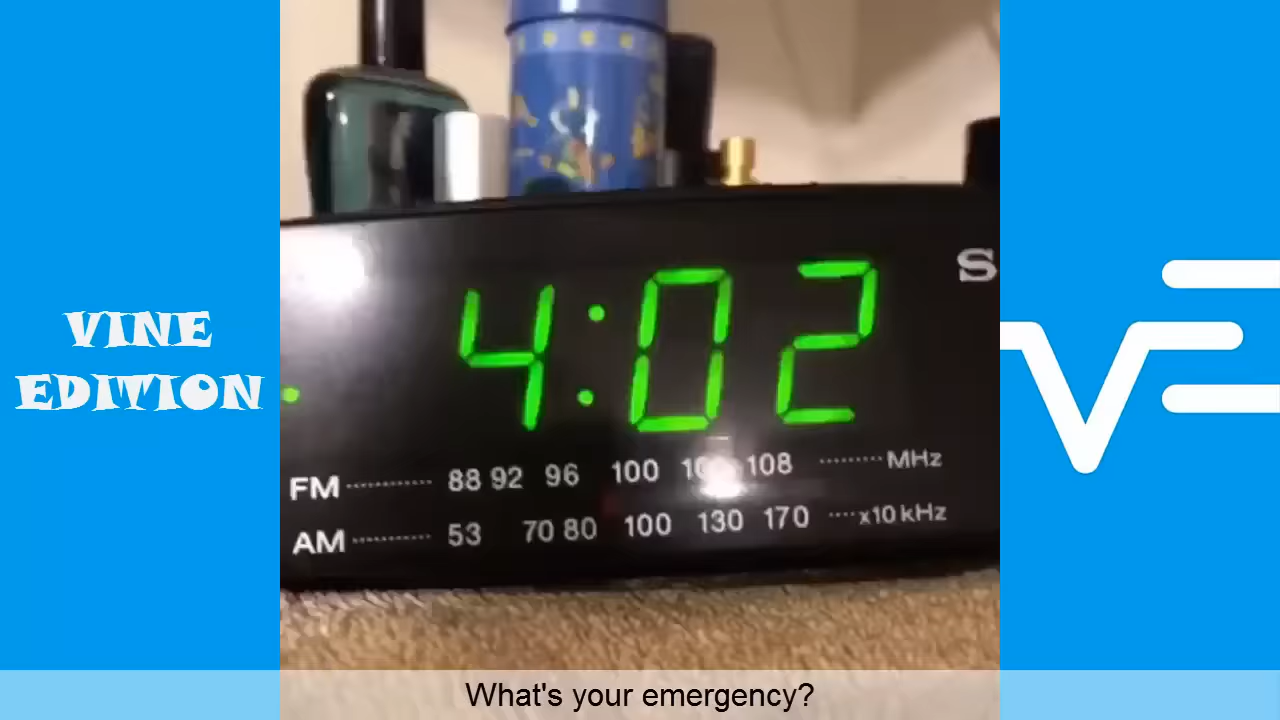 VINE
EDITION
4:02
S
FM 88 92 96 100 108 MHz
AM 53 70 80 100 130 170 x10 kHz
VE
What's your emergency?